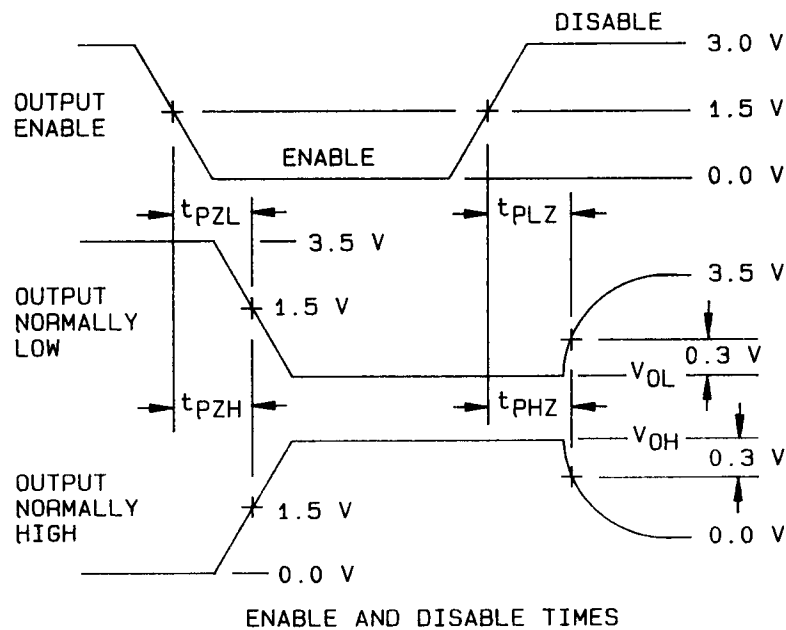 DISABLE
3.0 V
OUTPUT
ENABLE
1.5 V
ENABLE
0.0 V
tPZL
tPLZ
3.5 V
3.5 V
OUTPUT
NORMALLY
LOW
1.5 V
0.3 V
VOL
tPZH
tPHZ
VOH
0.3 V
OUTPUT
NORMALLY
HIGH
1.5 V
0.0 V
0.0 V
ENABLE AND DISABLE TIMES